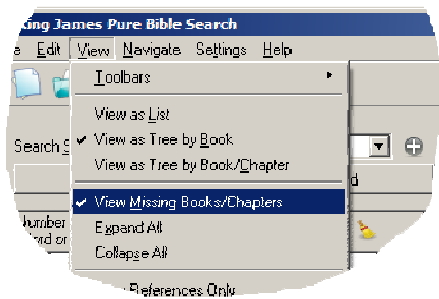 King James Pure Bible Search
Edit View Navigate Settings Help
Toolbars
View as List
View as Tree by Book
Search View as Tree by Book/Chapter
View Missing Books/Chapters
Expand All
Collapse All
References Only